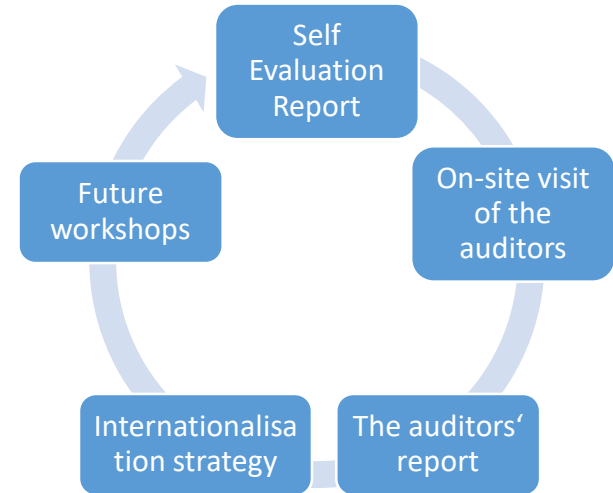 Self
Evaluation
Report
On-site visit
of the
auditors
The auditors‘
report
Internationalisa
tion strategy
Future
workshops